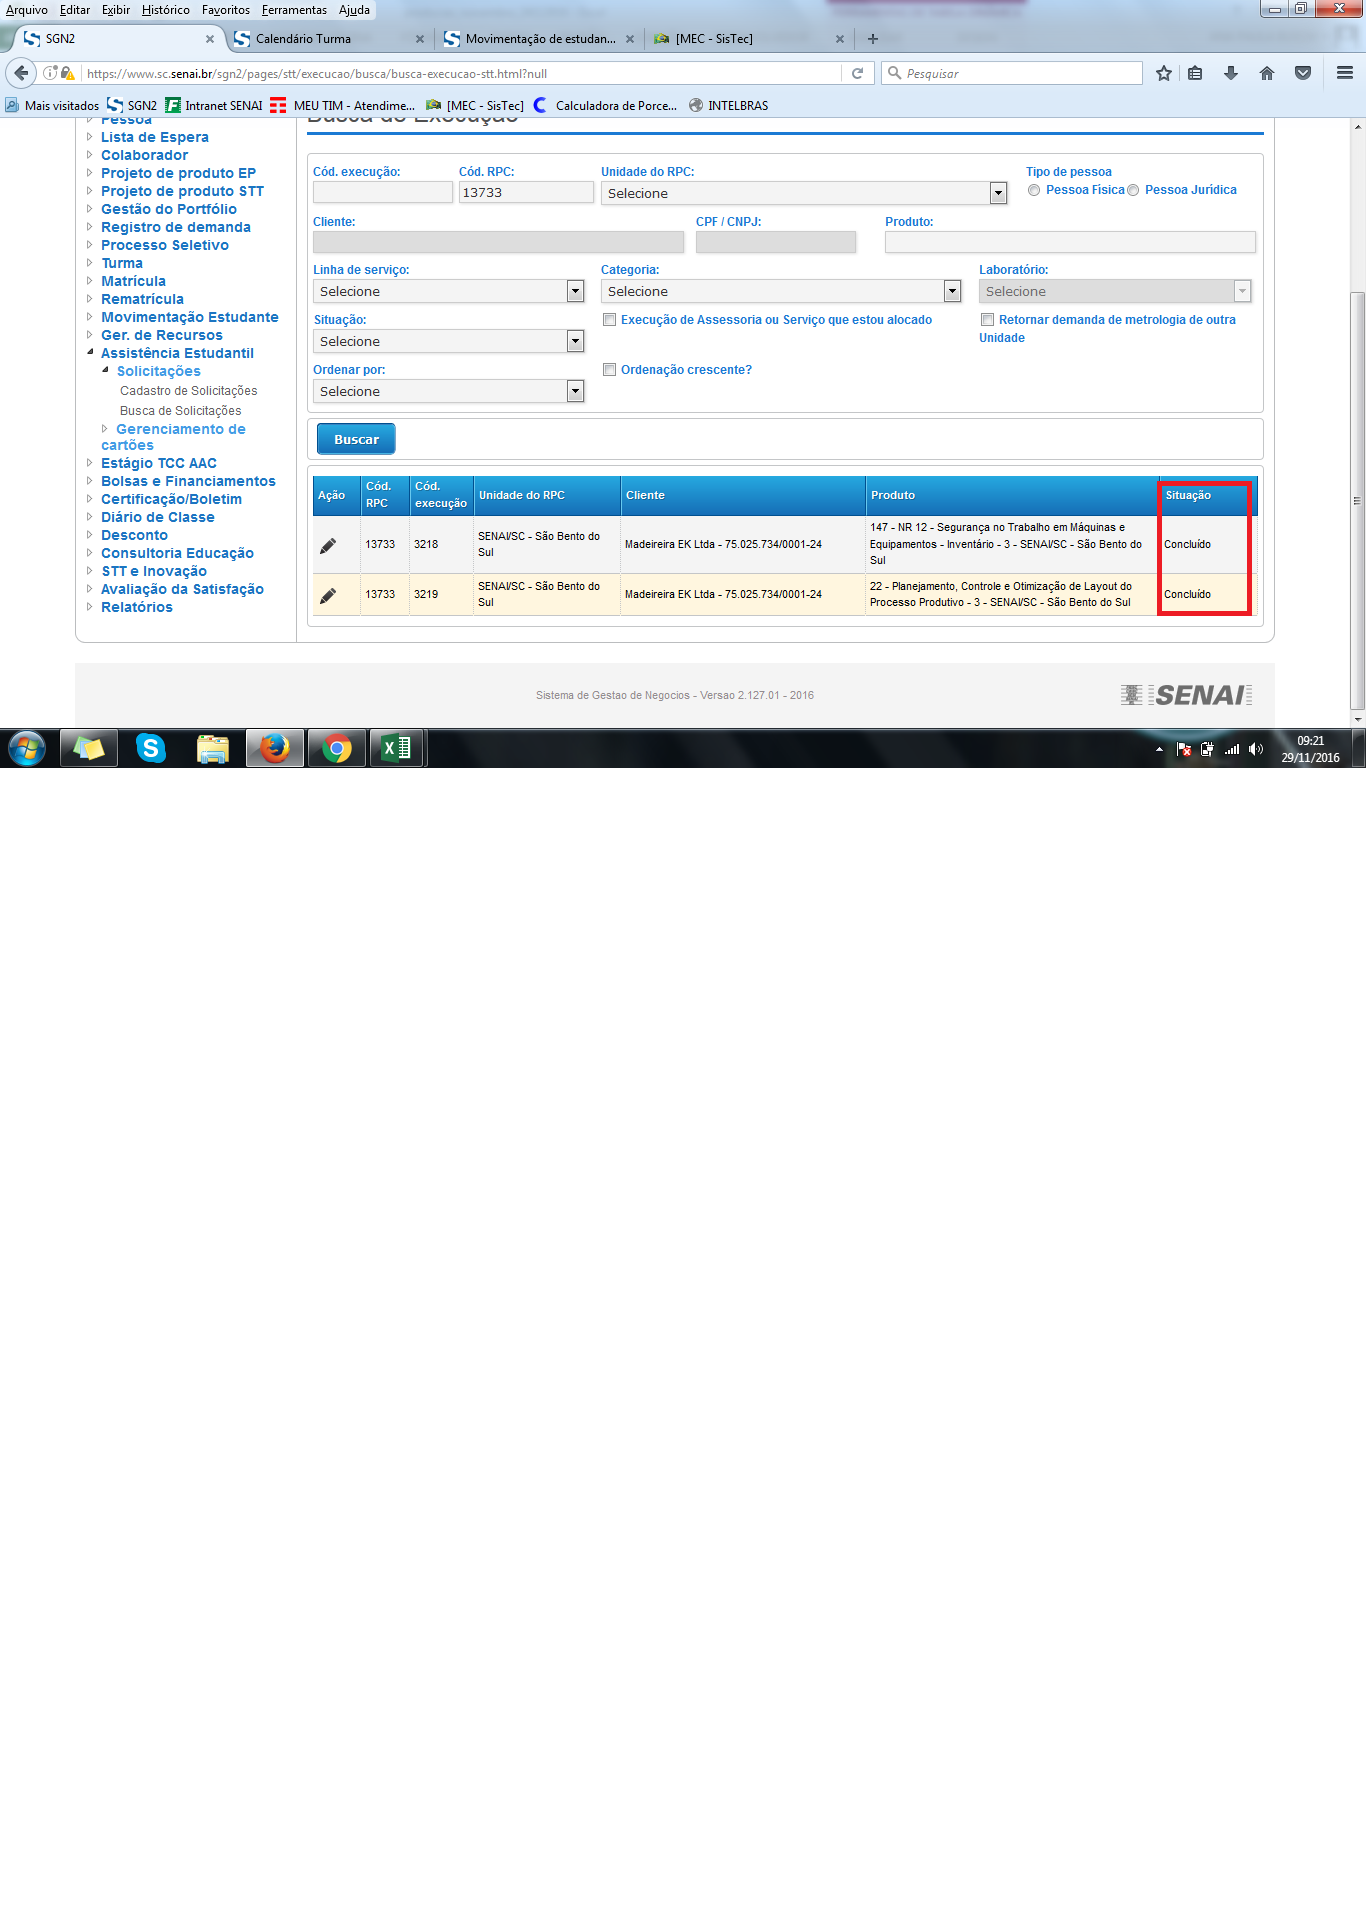 Arquivo Editar Exibir Histórico Favoritos Ferramentas Ajuda
SGN2
Calendário Turma
Movimentação de estudan...
[MEC - SisTec]
https://www.sc.senai.br/sgn2/pages/stt/execucao/busca/busca-execucao-stt.html?null
Pesquisar
Mais visitados SGN2 Intranet SENAI MEU TIM - Atendime... [MEC - SisTec] Calculadora de Porce... INTELBRAS
Pessoa
Lista de Espera
Colaborador
Projeto de produto EP
Projeto de produto STT
Gestão do Portfólio
Registro de demanda
Processo Seletivo
Turma
Matrícula
Rematrícula
Movimentação Estudante
Ger. de Recursos
Assistência Estudantil
Solicitações
Cadastro de Solicitações
Busca de Solicitações
Gerenciamento de
cartões
Estágio TCC AAC
Bolsas e Financiamentos
Certificação/Boletim
Diário de Classe
Desconto
Consultoria Educação
STT e Inovação
Avaliação da Satisfação
Relatórios
Busca de Execução
Cód. execução: Cód. RPC: Unidade do RPC: Tipo de pessoa
13733 Selecione Pessoa Física Pessoa Jurídica
Cliente: CPF / CNPJ: Produto:
Linha de serviço: Categoria: Laboratório:
Selecione Selecione Selecione
Situação: Execução de Assessoria ou Serviço que estou alocado Retornar demanda de metrologia de outra
Unidade
Selecione
Ordenar por: Ordenação crescente?
Selecione
Buscar
Ação Cód. RPC Cód. execução Unidade do RPC Cliente Produto Situação
13733 3218 SENAI/SC - São Bento do Sul Madeireira EK Ltda - 75.025.734/0001-24 147 - NR 12 - Segurança no Trabalho em Máquinas e Equipamentos - Inventário - 3 - SENAI/SC - São Bento do Sul Concluído
13733 3219 SENAI/SC - São Bento do Sul Madeireira EK Ltda - 75.025.734/0001-24 22 - Planejamento, Controle e Otimização de Layout do Processo Produtivo - 3 - SENAI/SC - São Bento do Sul Concluído
Sistema de Gestao de Negocios - Versao 2.127.01 - 2016
SENAI
09:21
29/11/2016